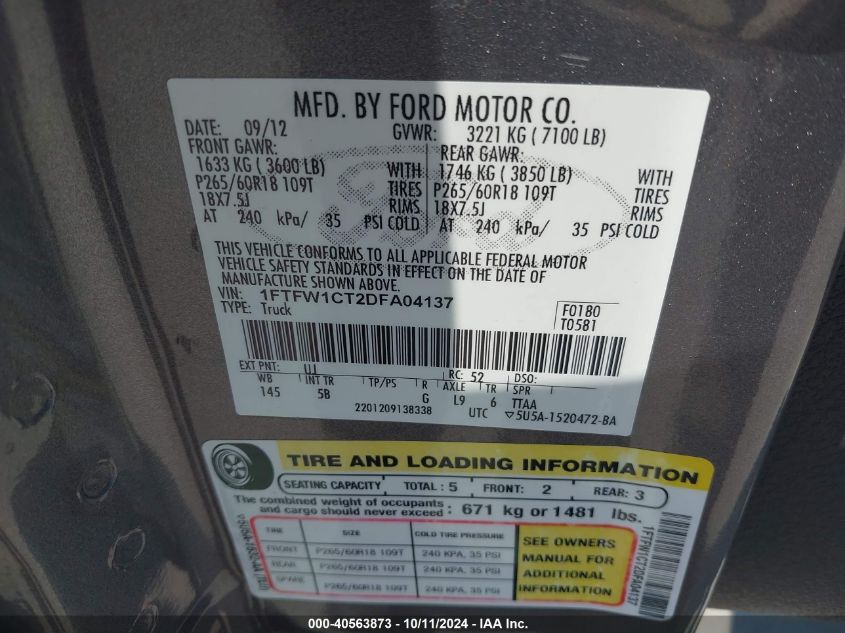 MFD. BY FORD MOTOR CO.
DATE: 09/12 GVWR: 3221 KG ( 7100 LB)
FRONT GAWR: REAR GAWR:
1633 KG ( 3600 LB) WITH 1746 KG ( 3850 LB) WITH
P265/60R18 109T TIRES P265/60R18 109T TIRES
18X7.5J RIMS 18X7.5J RIMS
AT 240 kPa/ 35 PSI COLD AT 240 kPa/ 35 PSI COLD
Ford
THIS VEHICLE CONFORMS TO ALL APPLICABLE FEDERAL MOTOR
VEHICLE SAFETY STANDARDS IN EFFECT ON THE DATE OF
MANUFACTURE SHOWN ABOVE.
VIN: 1FTFW1CT2DFA04137 F0180
TYPE: Truck T0581
EXT PNT: UJ RC: 52 DSO:
WB INT TR TP/PS R AXLE TR SPR
145 5B G L9 6 TTAA
2201209138338 UTC ▽5U5A-1520472-BA
TIRE AND LOADING INFORMATION
SEATING CAPACITY TOTAL : 5 FRONT: 2 REAR: 3
The combined weight of occupants
and cargo should never exceed : 671 kg or 1481 lbs.
TIRE SIZE COLD TIRE PRESSURE
FRONT P265/60R18 109T 240 KPA, 35 PSI
REAR P265/60R18 109T 240 KPA, 35 PSI
SPARE P265/60R18 109T 240 KPA, 35 PSI
SEE OWNERS
MANUAL FOR
ADDITIONAL
INFORMATION
1FTFW1CT2DFA04137
000-40563873 - 10/11/2024 - IAA Inc.